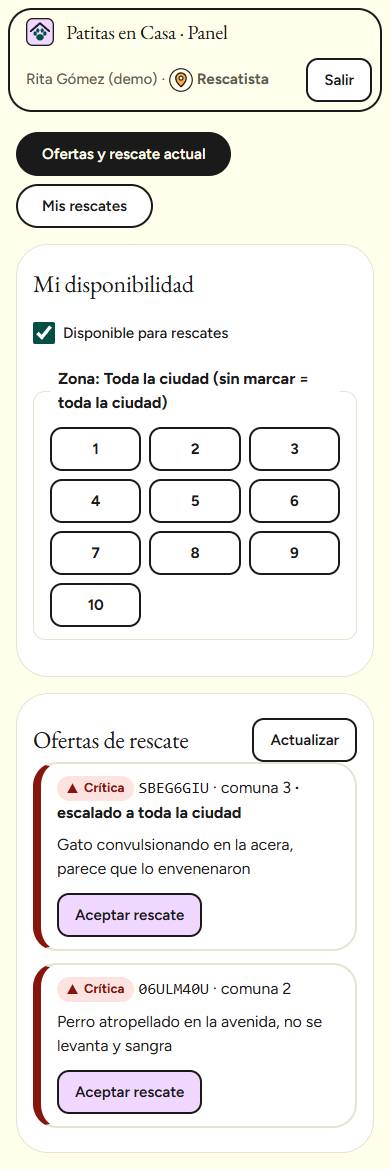 Patitas en Casa · Panel
Rita Gómez (demo) · Rescatista
Salir
Ofertas y rescate actual
Mis rescates
Mi disponibilidad
Disponible para rescates
Zona: Toda la ciudad (sin marcar =
toda la ciudad)
1 2 3
4 5 6
7 8 9
10
Ofertas de rescate
Actualizar
Crítica SBEG6GIU · comuna 3 ·
escalado a toda la ciudad
Gato convulsionando en la acera,
parece que lo envenenaron
Aceptar rescate
Crítica 06ULM40U · comuna 2
Perro atropellado en la avenida, no se
levanta y sangra
Aceptar rescate